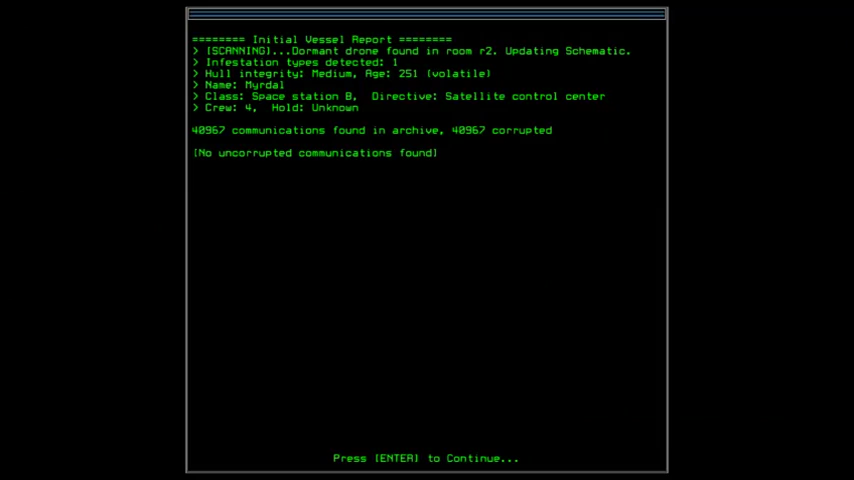 ======== Initial Vessel Report ========
> [SCANNING]...Dormant drone found in room r2. Updating Schematic.
> Infestation types detected: 1
> Hull integrity: Medium, Age: 251 (volatile)
> Name: Myrdal
> Class: Space station B, Directive: Satellite control center
> Crew: 4, Hold: Unknown
40967 communications found in archive, 40967 corrupted
[No uncorrupted communications found]
Press [ENTER] to Continue...